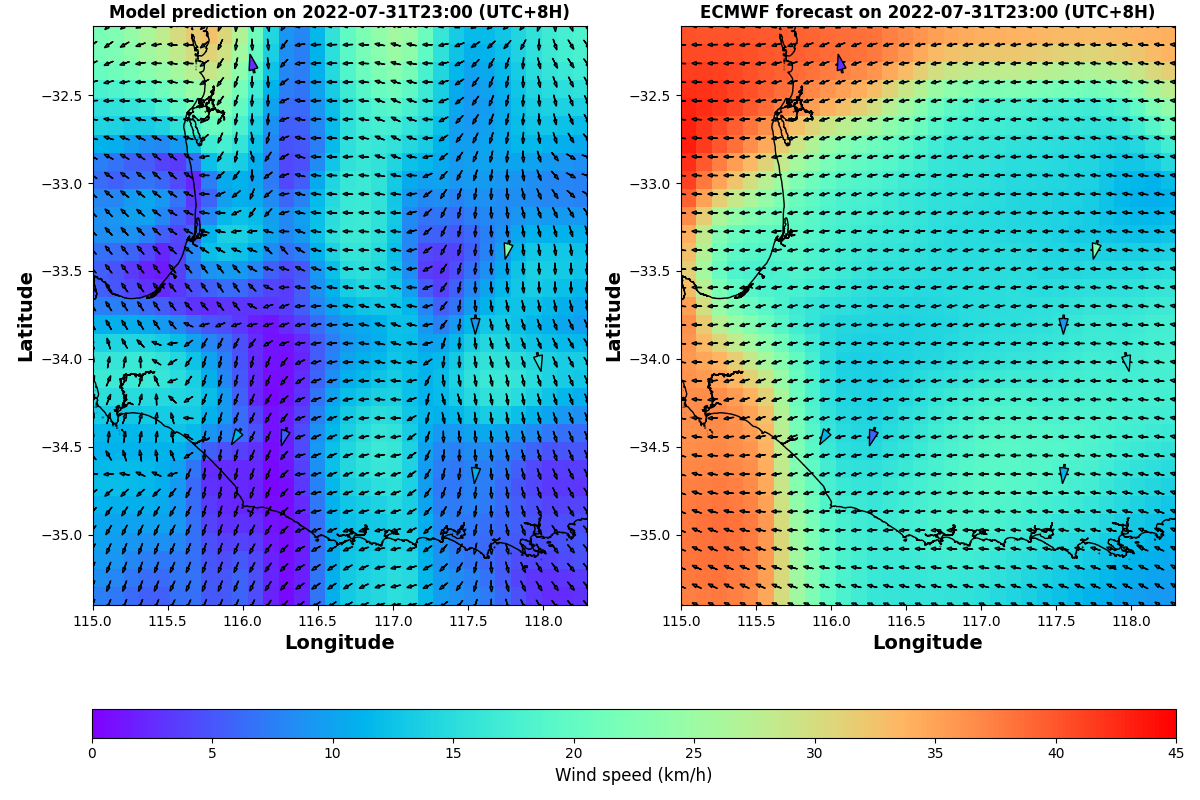 Model prediction on 2022-07-31T23:00 (UTC+8H)
ECMWF forecast on 2022-07-31T23:00 (UTC+8H)
Latitude
−32.5
−33.0
−33.5
−34.0
−34.5
−35.0
115.0 115.5 116.0 116.5 117.0 117.5 118.0
Longitude
Latitude
−32.5
−33.0
−33.5
−34.0
−34.5
−35.0
115.0 115.5 116.0 116.5 117.0 117.5 118.0
Longitude
0 5 10 15 20 25 30 35 40 45
Wind speed (km/h)